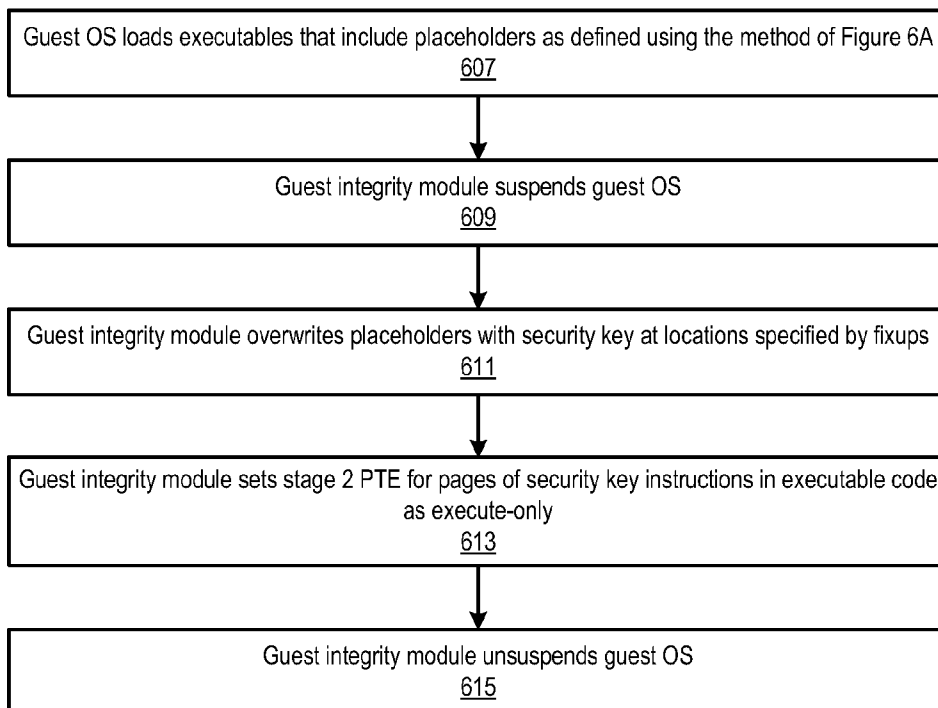 Guest OS loads executables that include placeholders as defined using the method of Figure 6A
607
Guest integrity module suspends guest OS
609
Guest integrity module overwrites placeholders with security key at locations specified by fixups
611
Guest integrity module sets stage 2 PTE for pages of security key instructions in executable code
as execute-only
613
Guest integrity module unsuspends guest OS
615